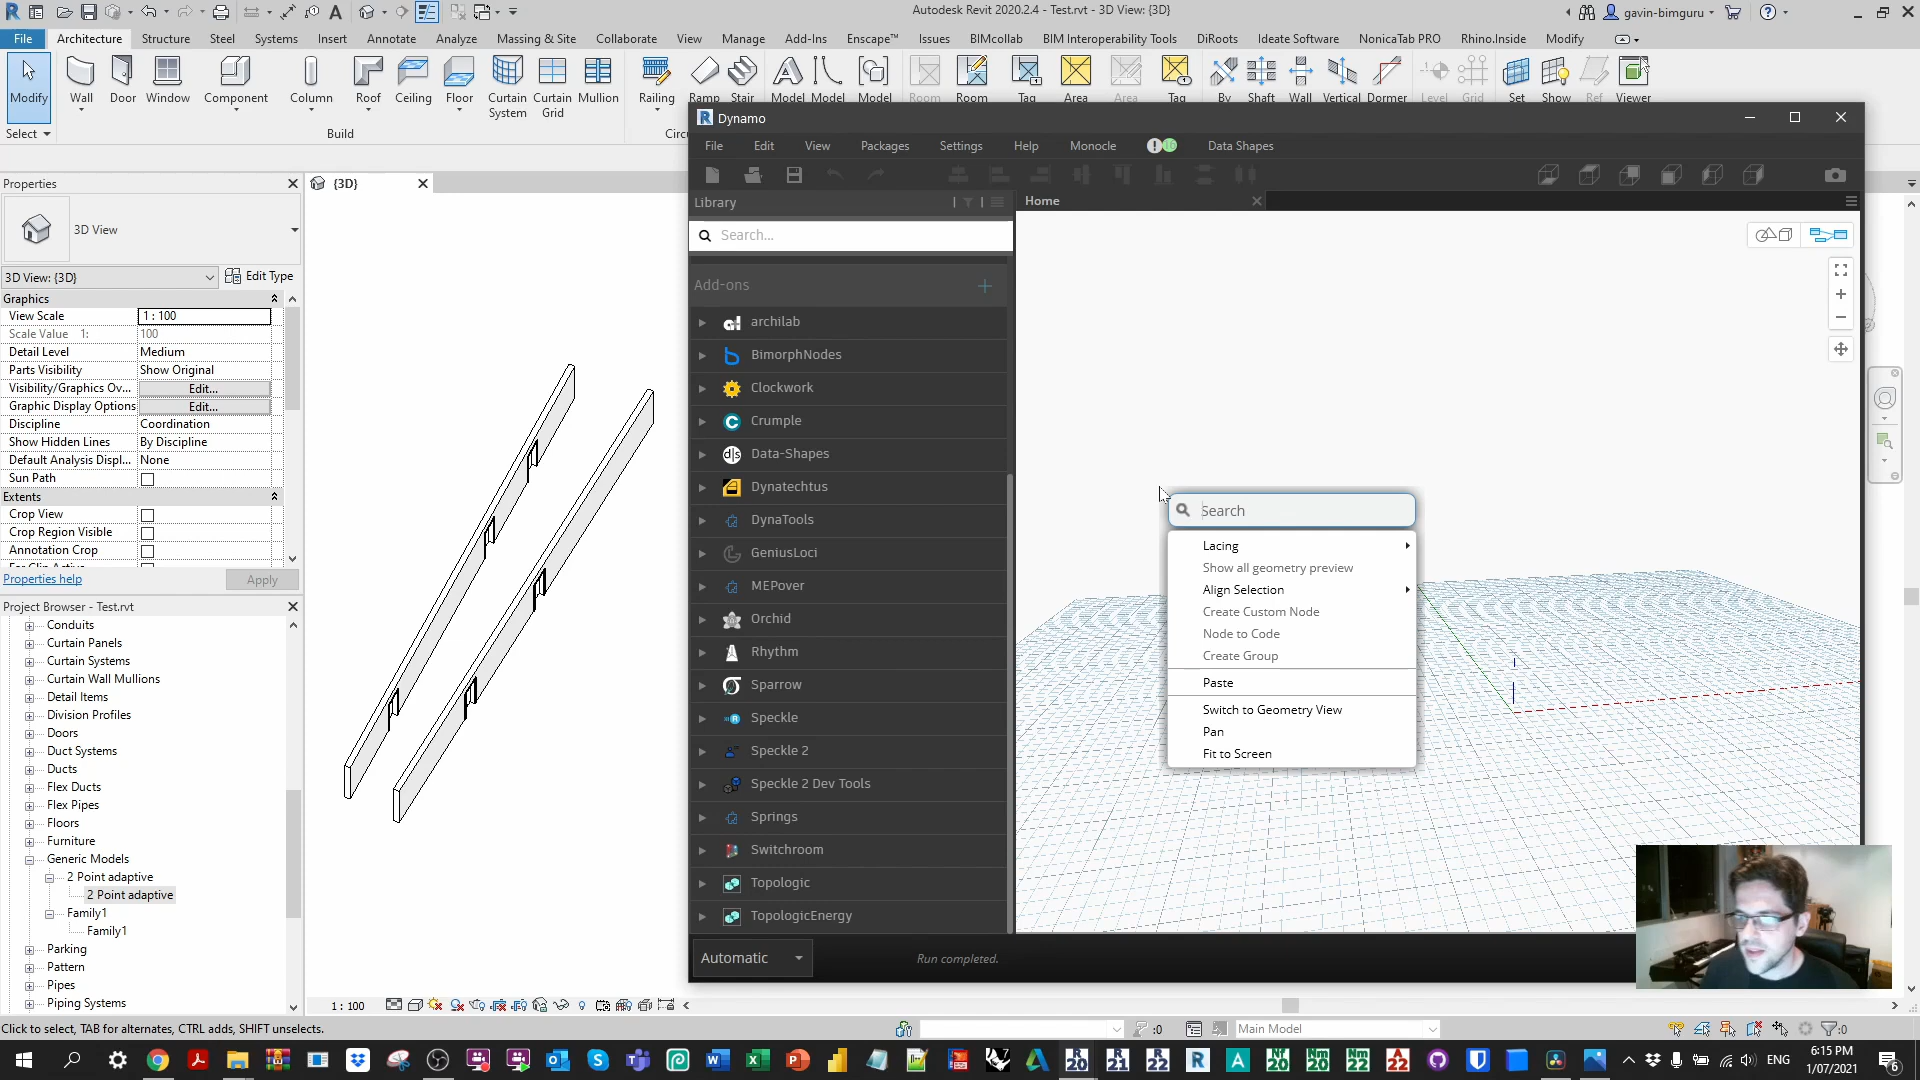 Autodesk Revit 2020.2.4 - Test.rvt - 3D View: {3D}
gavin-bimguru
File Architecture Structure Steel Systems Insert Annotate Analyze Massing & Site Collaborate View Manage Add-Ins Enscape™ Issues BIMcollab BIM Interoperability Tools DiRoots Ideate Software NonicaTab PRO Rhino.Inside Modify
Modify Wall Door Window Component Column Roof Ceiling Floor Curtain Curtain Mullion Railing Ramp Stair Model Model Model Room Room Tag Area Area Tag By Shaft Wall Vertical Dormer Level Grid Set Show Ref Viewer
System Grid
Select Build
Dynamo
File Edit View Packages Settings Help Monocle Data Shapes
Properties
{3D}
3D View
3D View: {3D} Edit Type
Graphics
View Scale 1 : 100
Scale Value 1: 100
Detail Level Medium
Parts Visibility Show Original
Visibility/Graphics Ov... Edit...
Graphic Display Options Edit...
Discipline Coordination
Show Hidden Lines By Discipline
Default Analysis Displ... None
Sun Path
Extents
Crop View
Crop Region Visible
Annotation Crop
Properties help Apply
Project Browser - Test.rvt
Conduits
Curtain Panels
Curtain Systems
Curtain Wall Mullions
Detail Items
Division Profiles
Doors
Duct Systems
Ducts
Flex Ducts
Flex Pipes
Floors
Furniture
Generic Models
2 Point adaptive
2 Point adaptive
Family1
Family1
Parking
Pattern
Pipes
Piping Systems
Library
Search...
Add-ons
archilab
BimorphNodes
Clockwork
Crumple
Data-Shapes
Dynatechtus
DynaTools
GeniusLoci
MEPover
Orchid
Rhythm
Sparrow
Speckle
Speckle 2
Speckle 2 Dev Tools
Springs
Switchroom
Topologic
TopologicEnergy
Automatic
Run completed.
Home
Search
Lacing
Show all geometry preview
Align Selection
Create Custom Node
Node to Code
Create Group
Paste
Switch to Geometry View
Pan
Fit to Screen
1 : 100
Click to select, TAB for alternates, CTRL adds, SHIFT unselects.
:0
Main Model
:0
ENG
6:15 PM
1/07/2021